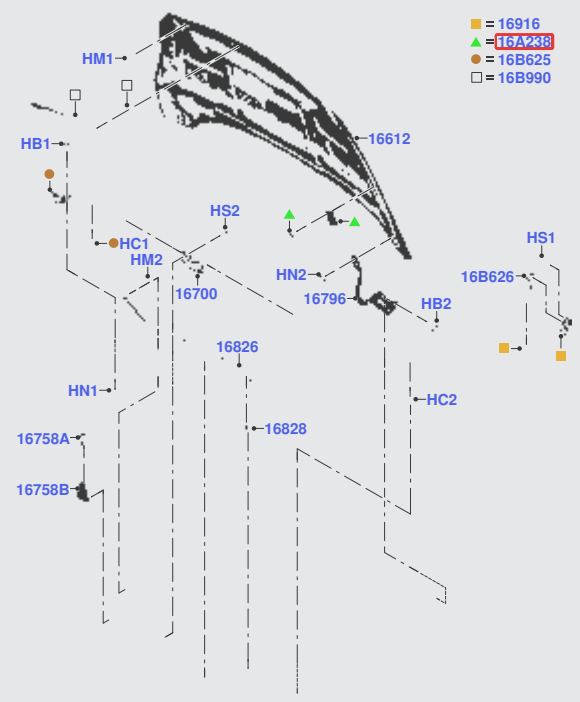 ■ = 16916
▲ = 16A238
● = 16B625
□ = 16B990
HM1
HB1
16612
HC1
HS2
HM2
16700
HN2
16796
HB2
HS1
16B626
16826
HN1
HC2
16828
16758A
16758B